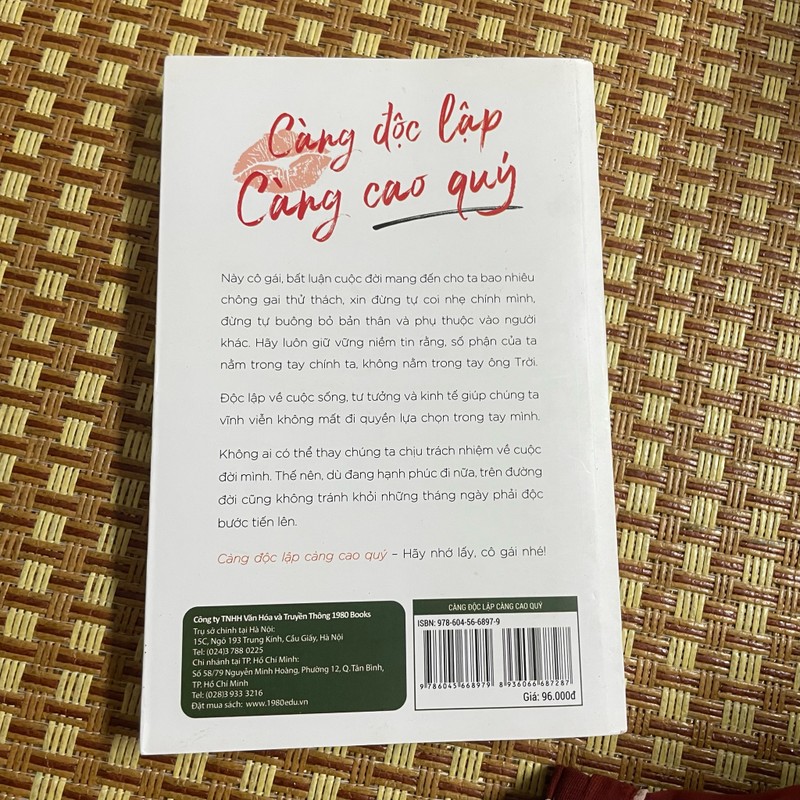 Càng độc lập
Càng cao quý
Này cô gái, bất luận cuộc đời mang đến cho ta bao nhiêu
chông gai thử thách, xin đừng tự coi nhẹ chính mình,
đừng tự buông bỏ bản thân và phụ thuộc vào người
khác. Hãy luôn giữ vững niềm tin rằng, số phận của ta
nằm trong tay chính ta, không nằm trong tay ông Trời.
Độc lập về cuộc sống, tư tưởng và kinh tế giúp chúng ta
vĩnh viễn không mất đi quyền lựa chọn trong tay mình.
Không ai có thể thay chúng ta chịu trách nhiệm về cuộc
đời mình. Thế nên, dù đang hạnh phúc đi nữa, trên đường
đời cũng không tránh khỏi những tháng ngày phải độc
bước tiến lên.
Càng độc lập càng cao quý – Hãy nhớ lấy, cô gái nhé!
Công ty TNHH Văn Hóa và Truyền Thông 1980 Books
Trụ sở chính tại Hà Nội:
15C, Ngõ 193 Trung Kính, Cầu Giấy, Hà Nội
Tel: (024)3 788 0225
Chi nhánh tại TP. Hồ Chí Minh:
Số 58/79 Nguyễn Minh Hoàng, Phường 12, Q. Tân Bình,
TP. Hồ Chí Minh
Tel: (028)3 933 3216
Đặt mua sách: www.1980edu.vn
CÀNG ĐỘC LẬP CÀNG CAO QUÝ
ISBN: 978-604-56-6897-9
9 786045 668979 8 936066 687287
Giá: 96.000đ